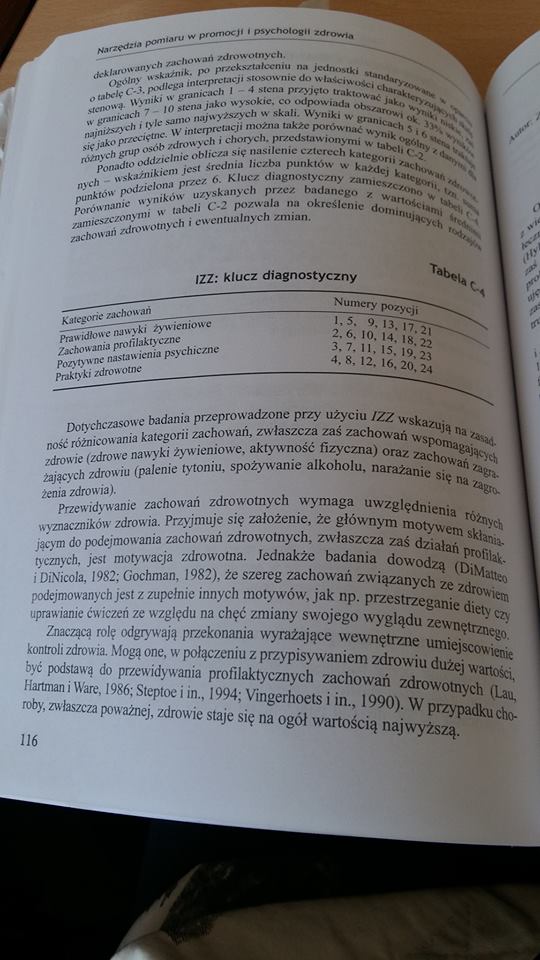 Narzędzia pomiaru w promocji i psychologii zdrowia
deklarowanych zachowań zdrowotnych.
Ogólny wskaźnik, po przekształceniu na jednostki standaryzowane w
o tabelę C-3, podlega interpretacji stosownie do właściwości charakteryzujących
stenową. Wyniki w granicach 1 – 4 stena przyjęto traktować jako wyniki niskie,
w granicach 7 – 10 stena jako wysokie, co odpowiada obszarowi ok. 33%
najniższych i tyle samo najwyższych w skali. Wyniki w granicach 5 i 6 stena
się jako przeciętne. W interpretacji można także porównać wynik ogólny z danymi dla
różnych grup osób zdrowych i chorych, przedstawionymi w tabeli C-2.
Ponadto oddzielnie oblicza się nasilenie czterech kategorii zachowań
nych – wskaźnikiem jest średnia liczba punktów w każdej kategorii, tzn. suma
punktów podzielona przez 6. Klucz diagnostyczny zamieszczono w tabeli C-4.
Porównanie wyników uzyskanych przez badanego z wartościami średnimi
zamieszczonymi w tabeli C-2 pozwala na określenie dominujących rodzajów
zachowań zdrowotnych i ewentualnych zmian.
Tabela C-4
IZZ: klucz diagnostyczny
Kategorie zachowań Numery pozycji
Prawidłowe nawyki żywieniowe 1, 5, 9, 13, 17, 21
Zachowania profilaktyczne 2, 6, 10, 14, 18, 22
Pozytywne nastawienia psychiczne 3, 7, 11, 15, 19, 23
Praktyki zdrowotne 4, 8, 12, 16, 20, 24
Dotychczasowe badania przeprowadzone przy użyciu IZZ wskazują na zasad-
ność różnicowania kategorii zachowań, zwłaszcza zaś zachowań wspomagających
zdrowie (zdrowe nawyki żywieniowe, aktywność fizyczna) oraz zachowań zagra-
żających zdrowiu (palenie tytoniu, spożywanie alkoholu, narażanie się na zagro-
żenia zdrowia).
Przewidywanie zachowań zdrowotnych wymaga uwzględnienia różnych
wyznaczników zdrowia. Przyjmuje się założenie, że głównym motywem skłania-
jącym do podejmowania zachowań zdrowotnych, zwłaszcza zaś działań profilak-
tycznych, jest motywacja zdrowotna. Jednakże badania dowodzą (DiMatteo
i DiNicola, 1982; Gochman, 1982), że szereg zachowań związanych ze zdrowiem
podejmowanych jest z zupełnie innych motywów, jak np. przestrzeganie diety czy
uprawianie ćwiczeń ze względu na chęć zmiany swojego wyglądu zewnętrznego.
Znaczącą rolę odgrywają przekonania wyrażające wewnętrzne umiejscowienie
kontroli zdrowia. Mogą one, w połączeniu z przypisywaniem zdrowiu dużej wartości,
być podstawą do przewidywania profilaktycznych zachowań zdrowotnych (Lau,
Hartman i Ware, 1986; Steptoe i in., 1994; Vingerhoets i in., 1990). W przypadku cho-
roby, zwłaszcza poważnej, zdrowie staje się na ogół wartością najwyższą.
116